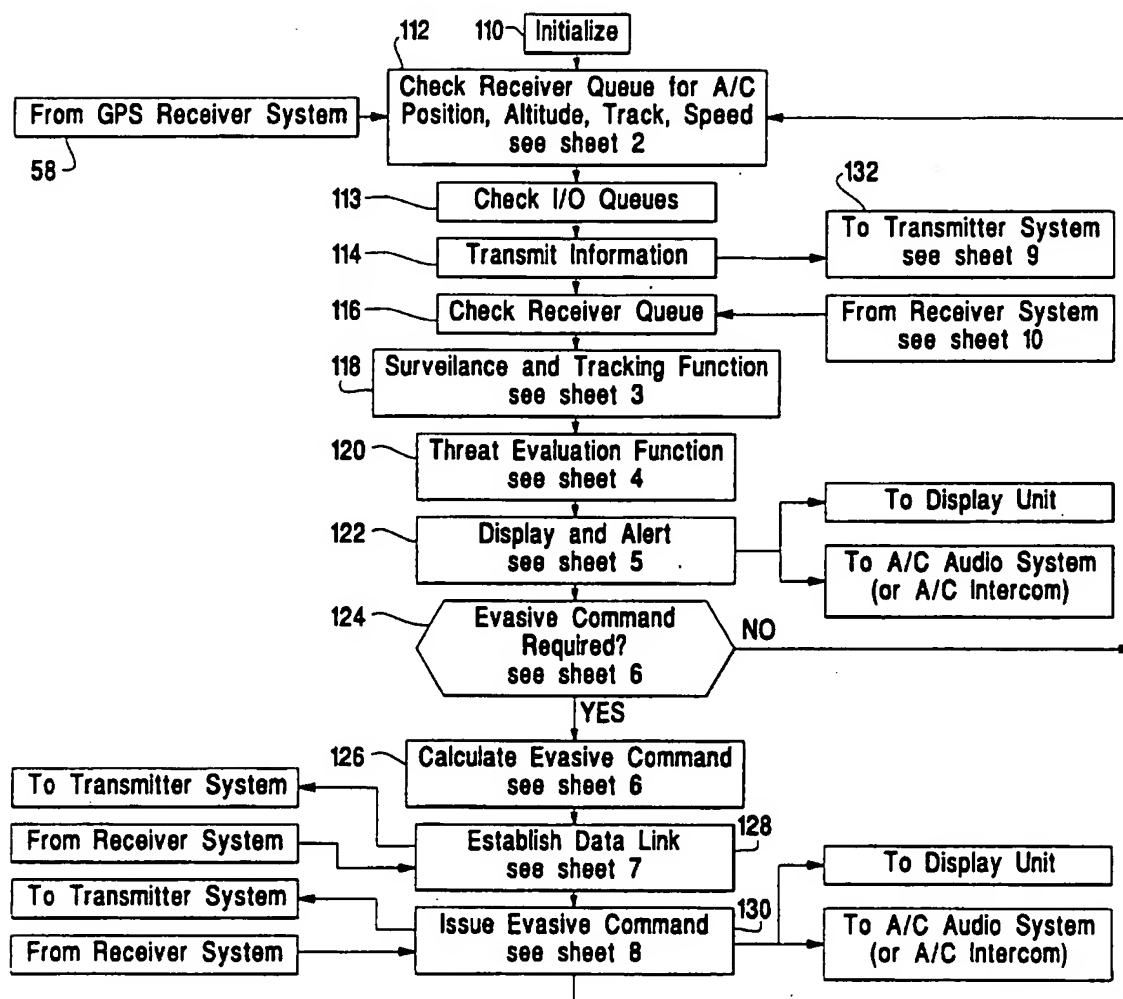 112
110
Initialize
Check Receiver Queue for A/C
Position, Altitude, Track, Speed
see sheet 2
From GPS Receiver System
58
113
Check I/O Queues
132
114
Transmit Information
To Transmitter System
see sheet 9
116
Check Receiver Queue
From Receiver System
see sheet 10
118
Surveilance and Tracking Function
see sheet 3
120
Threat Evaluation Function
see sheet 4
122
Display and Alert
see sheet 5
To Display Unit
To A/C Audio System
(or A/C Intercom)
124
Evasive Command
Required?
see sheet 6
NO
YES
126
Calculate Evasive Command
see sheet 6
To Transmitter System
From Receiver System
Establish Data Link
see sheet 7
128
To Transmitter System
From Receiver System
Issue Evasive Command
see sheet 8
130
To Display Unit
To A/C Audio System
(or A/C Intercom)